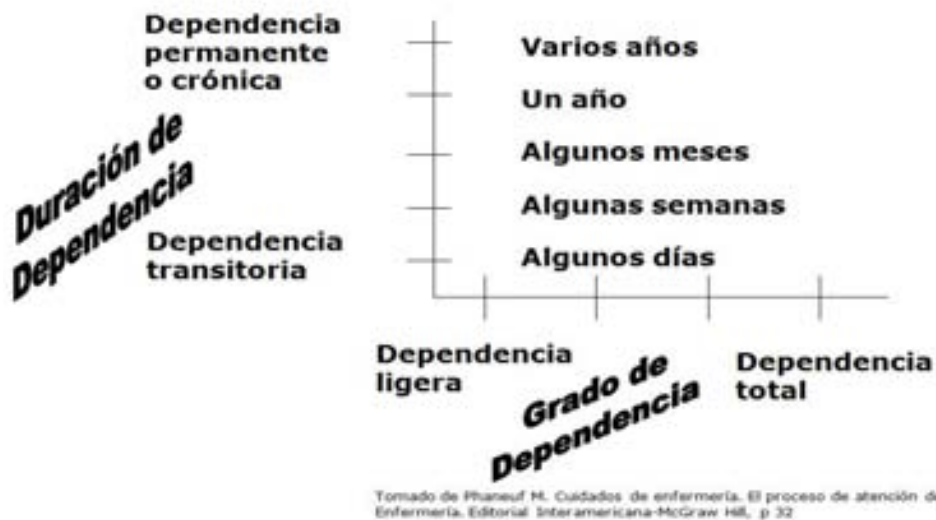 Dependencia
permanente
o crónica
Varios años
Un año
Algunos meses
Duración de
Dependencia
Algunas semanas
Dependencia
transitoria
Algunos días
Dependencia
ligera
Grado de
Dependencia
Dependencia
total
Tomado de Phaneuf M. Cuidados de enfermería. El proceso de atención de
Enfermería. Editorial Interamericana-McGraw Hill, p 32